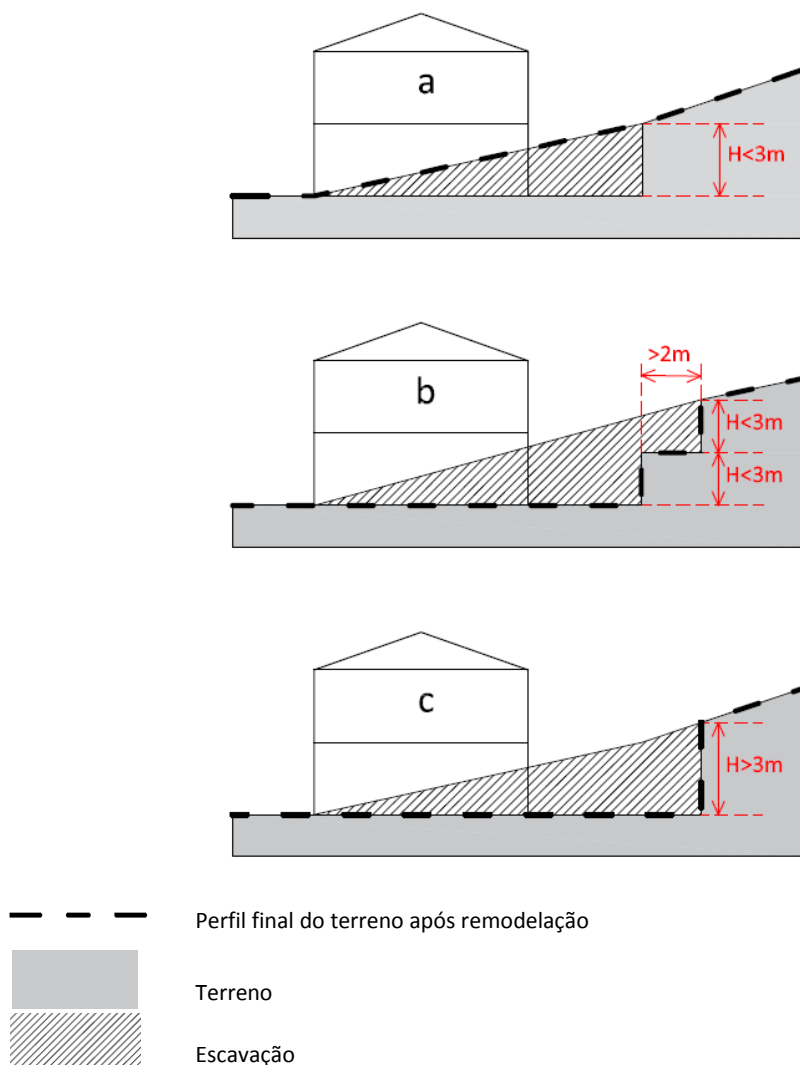 a
H<3m
>2m
b
H<3m
H<3m
c
H>3m
Perfil final do terreno após remodelação
Terreno
Escavação